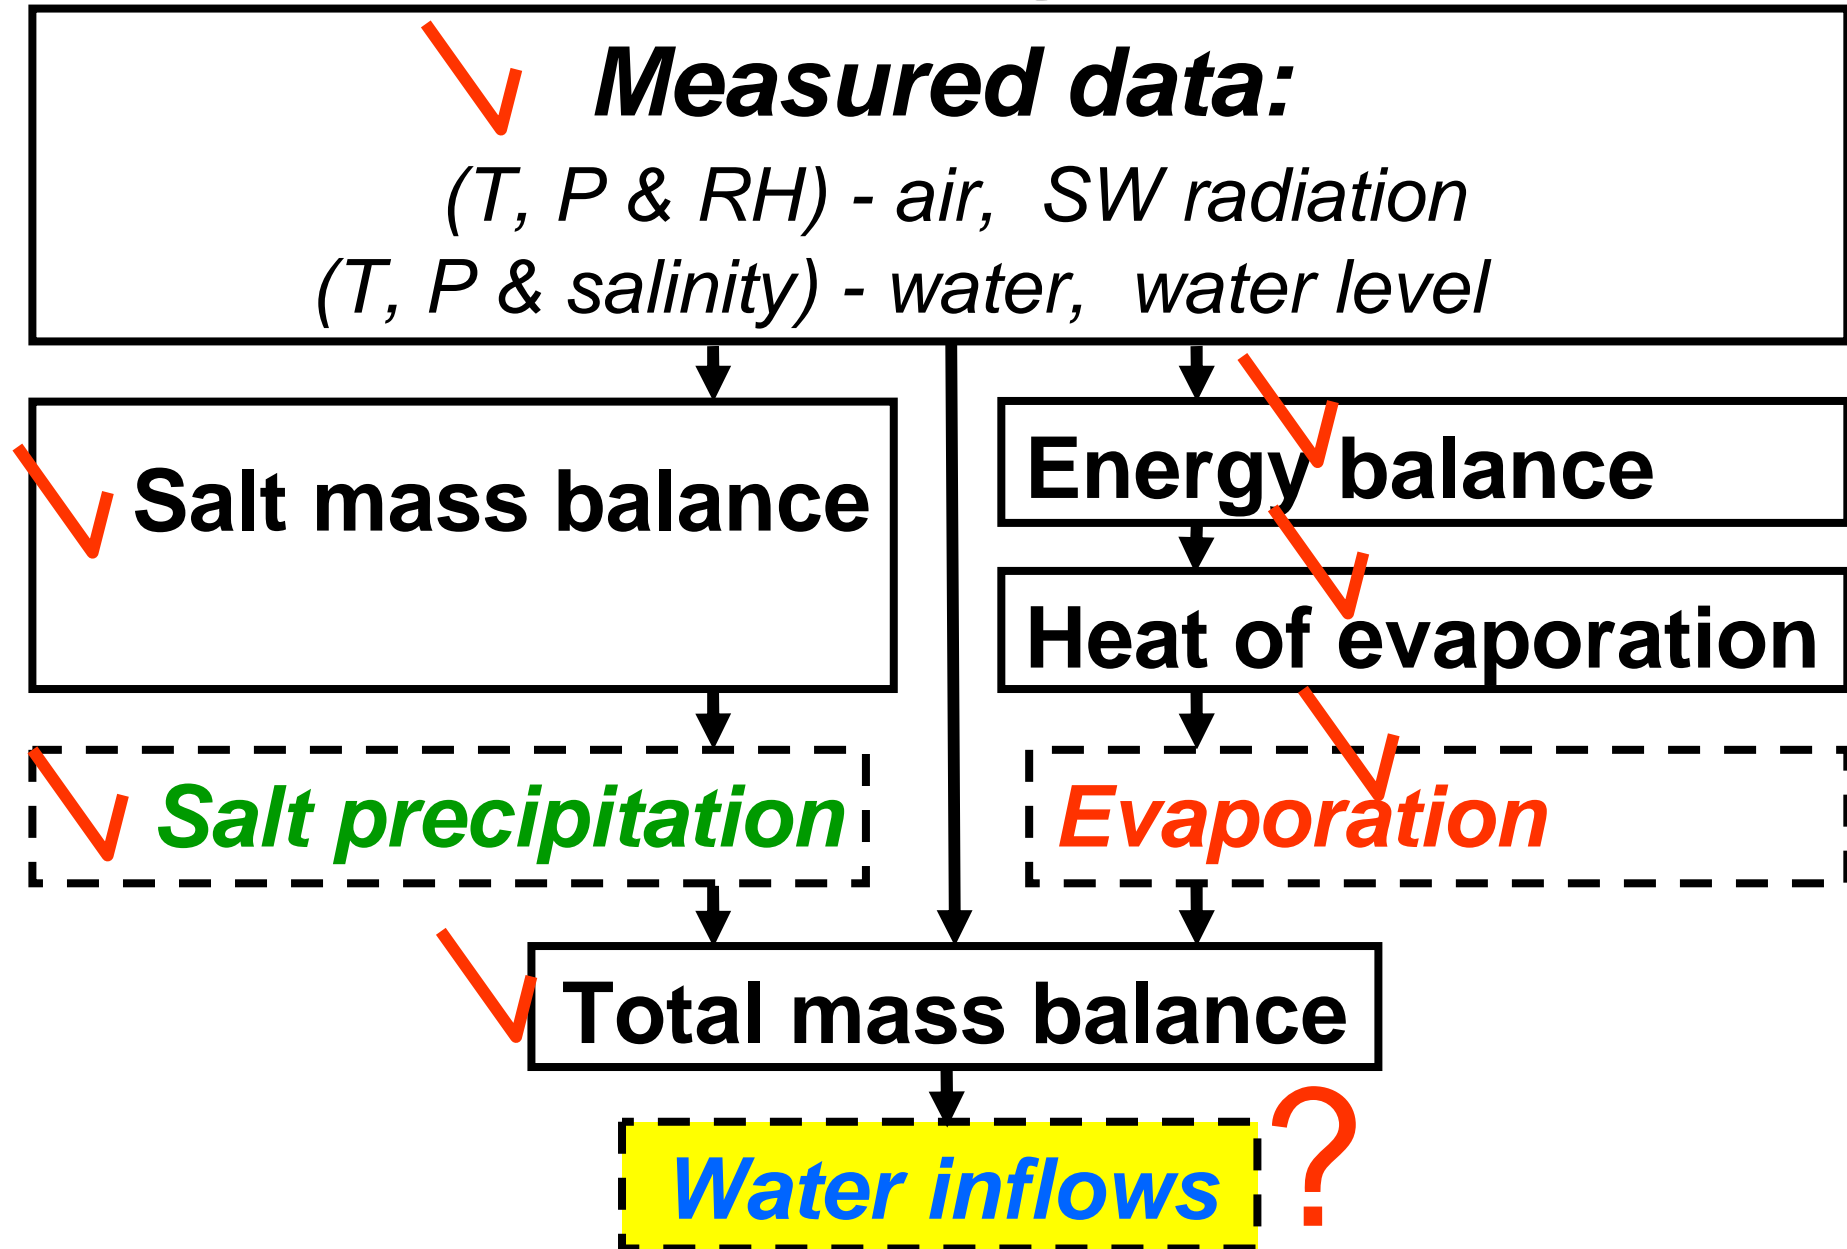 Measured data:
(T, P & RH) - air, SW radiation
(T, P & salinity) - water, water level
Salt mass balance
Energy balance
Heat of evaporation
Salt precipitation
Evaporation
Total mass balance
Water inflows ?